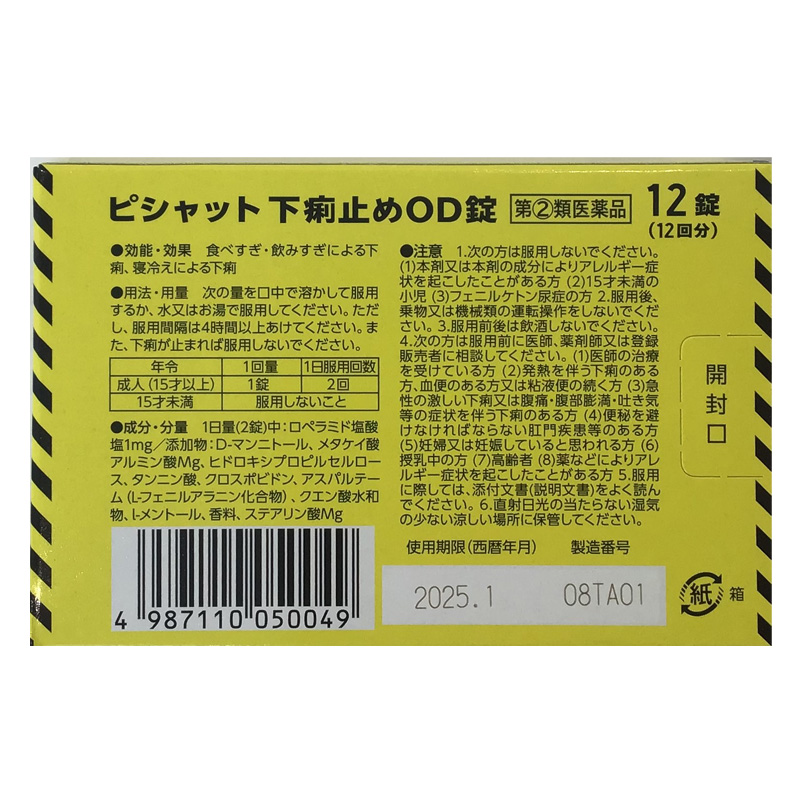 ピシャット下痢止めOD錠 指②類医薬品 12錠
(12回分)
●効能・効果 食べすぎ・飲みすぎによる下
痢、寝冷えによる下痢
●用法・用量 次の量を口中で溶かして服用
するか、水又はお湯で服用してください。ただ
し、服用間隔は4時間以上あけてください。ま
た、下痢が止まれば服用しないでください。
年令 1回量 1日服用回数
成人(15才以上) 1錠 2回
15才未満 服用しないこと
●成分・分量 1日量(2錠)中:ロペラミド塩酸
塩1mg/添加物:D-マンニトール、メタケイ酸
アルミン酸Mg、ヒドロキシプロピルセルロー
ス、タンニン酸、クロスポビドン、アスパルテー
ム(L-フェニルアラニン化合物)、クエン酸水和
物、l-メントール、香料、ステアリン酸Mg
4 987110 050049
●注意 1.次の方は服用しないでください。
(1)本剤又は本剤の成分によりアレルギー症
状を起こしたことがある方 (2)15才未満の
小児 (3)フェニルケトン尿症の方 2.服用後、
乗物又は機械類の運転操作をしないでくだ
さい。3.服用前後は飲酒しないでください。
4.次の方は服用前に医師、薬剤師又は登録
販売者に相談してください。(1)医師の治療
を受けている方 (2)発熱を伴う下痢のある
方、血便のある方又は粘液便の続く方 (3)急
性の激しい下痢又は腹痛・腹部膨満・吐き気
等の症状を伴う下痢のある方 (4)便秘を避
けなければならない肛門疾患等のある方
(5)妊婦又は妊娠していると思われる方 (6)
授乳中の方 (7)高齢者 (8)薬などによりアレ
ルギー症状を起こしたことがある方 5.服用
に際しては、添付文書(説明文書)をよく読ん
でください。6.直射日光の当たらない湿気
の少ない涼しい場所に保管してください。
使用期限(西暦年月) 製造番号
2025.1 08TA01
開封口
紙 箱